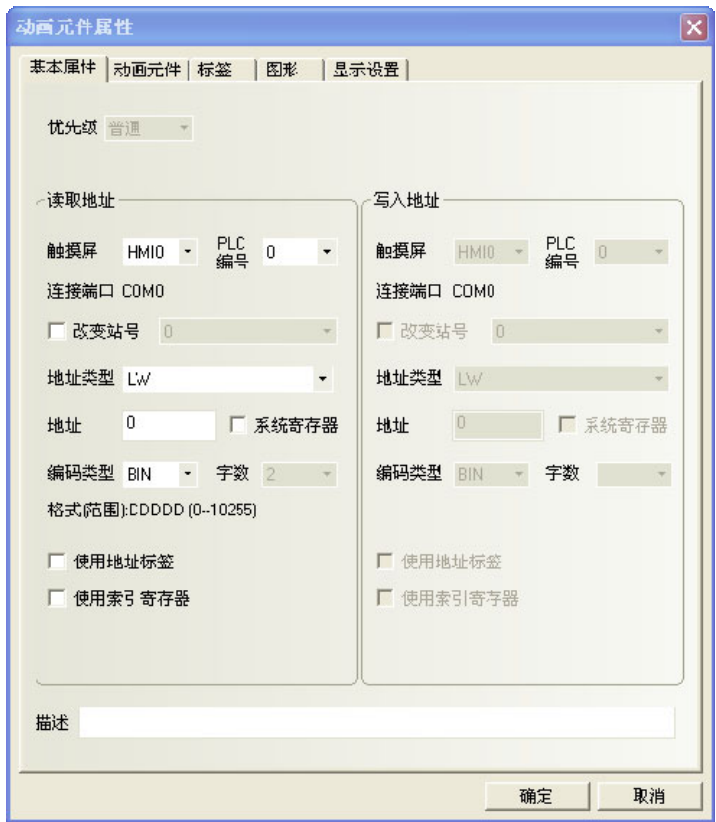 动画元件属性
基本属性 动画元件 标签 图形 显示设置
优先级 普通
读取地址
触摸屏 HMI0 PLC编号 0
连接端口 COM0
改变站号 0
地址类型 LW
地址 0 系统寄存器
编码类型 BIN 字数 2
格式(范围):DDDDD (0--10255)
使用地址标签
使用索引寄存器
写入地址
触摸屏 HMI0 PLC编号 0
连接端口 COM0
改变站号 0
地址类型 LW
地址 0 系统寄存器
编码类型 BIN 字数
使用地址标签
使用索引寄存器
描述
确定 取消